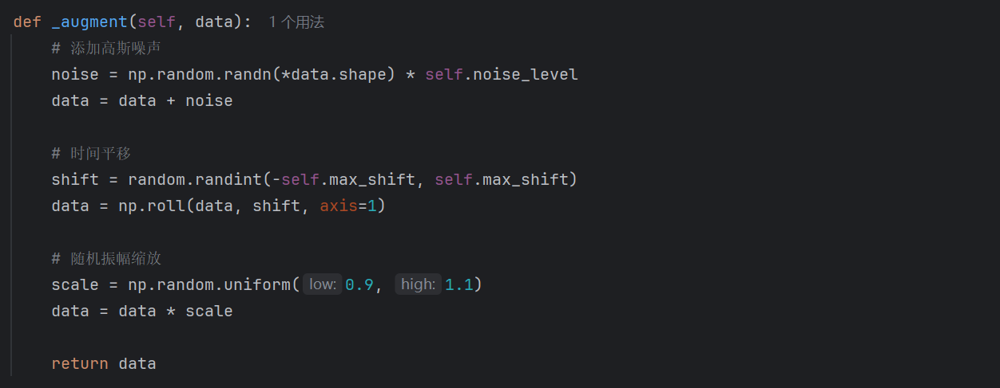 def _augment(self, data): 1 个用法
# 添加高斯噪声
noise = np.random.randn(*data.shape) * self.noise_level
data = data + noise
# 时间平移
shift = random.randint(-self.max_shift, self.max_shift)
data = np.roll(data, shift, axis=1)
# 随机振幅缩放
scale = np.random.uniform( low: 0.9, high: 1.1)
data = data * scale
return data